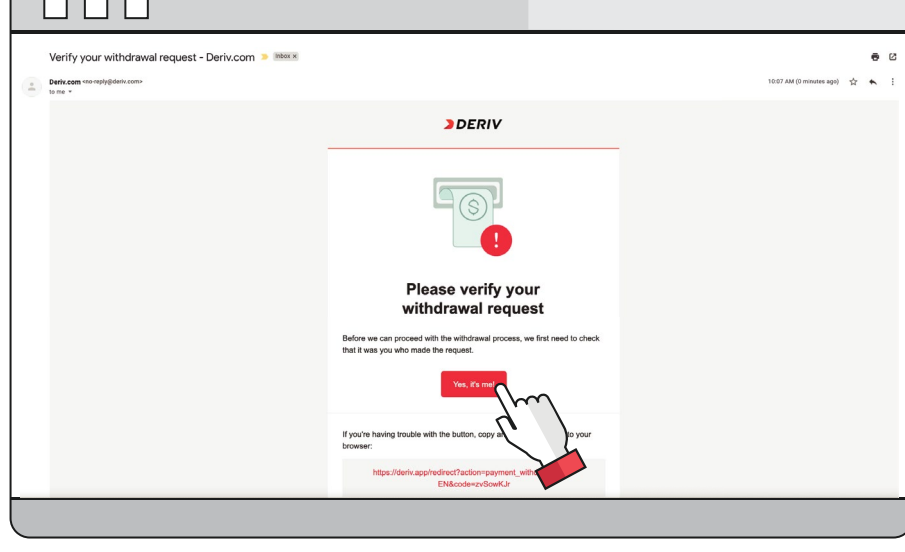 Verify your withdrawal request - Deriv.com
Inbox x
Deriv.com <no-reply@deriv.com>
to me
10:07 AM (0 minutes ago)
DERIV
$
!
Please verify your
withdrawal request
Before we can proceed with the withdrawal process, we first need to check
that it was you who made the request.
Yes, it's me!
If you're having trouble with the button, copy to your
browser:
https://deriv.app/redirect?action=payment_with
EN&code=zvSowKJr